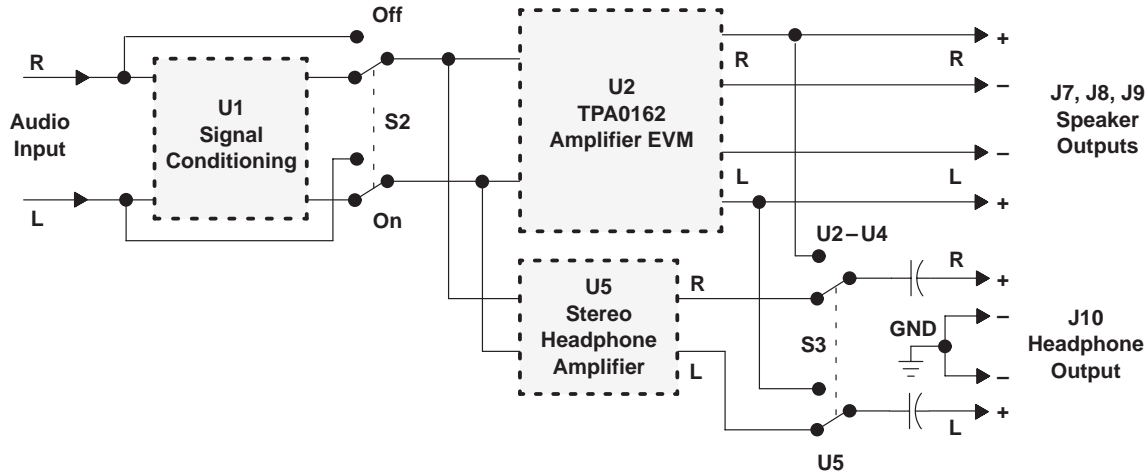 Off
R
Audio
Input
L
U1
Signal
Conditioning
S2
On
U2
TPA0162
Amplifier EVM
R
L
R
+
–
–
L
+
J7, J8, J9
Speaker
Outputs
U5
Stereo
Headphone
Amplifier
R
L
U2–U4
S3
U5
R
+
–
GND
–
+
L
J10
Headphone
Output